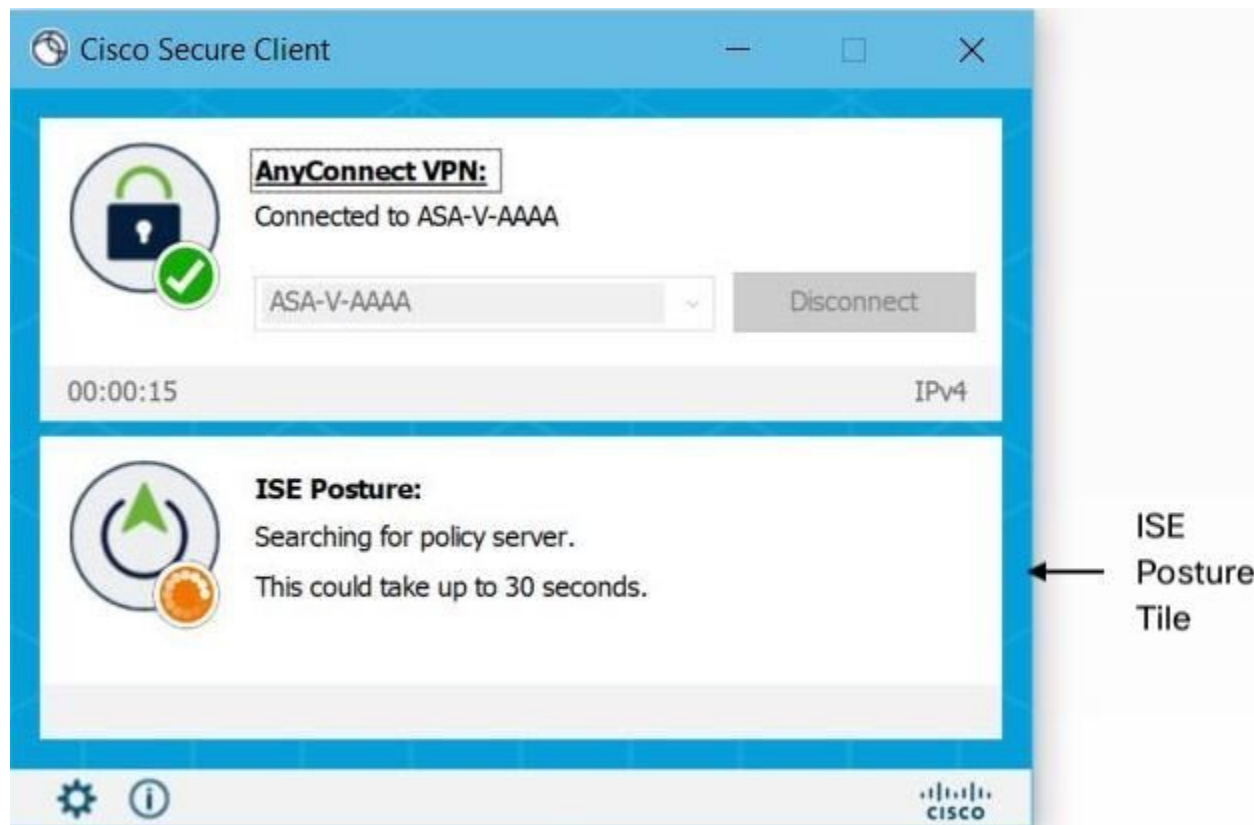 Cisco Secure Client
AnyConnect VPN:
Connected to ASA-V-AAAA
ASA-V-AAAA
Disconnect
00:00:15
IPv4
ISE Posture:
Searching for policy server.
This could take up to 30 seconds.
ISE
Posture
Tile
CISCO